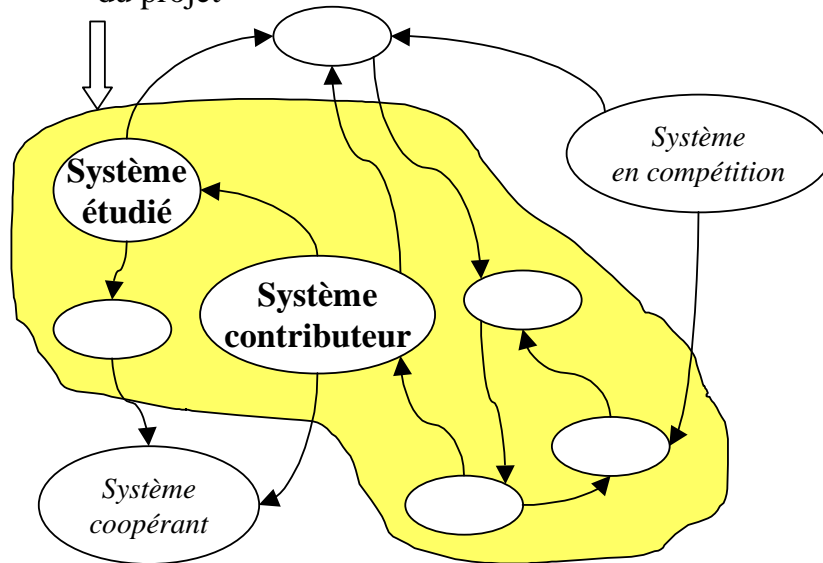 du projet
Système
en compétition
Système
étudié
Système
contributeur
Système
coopérant